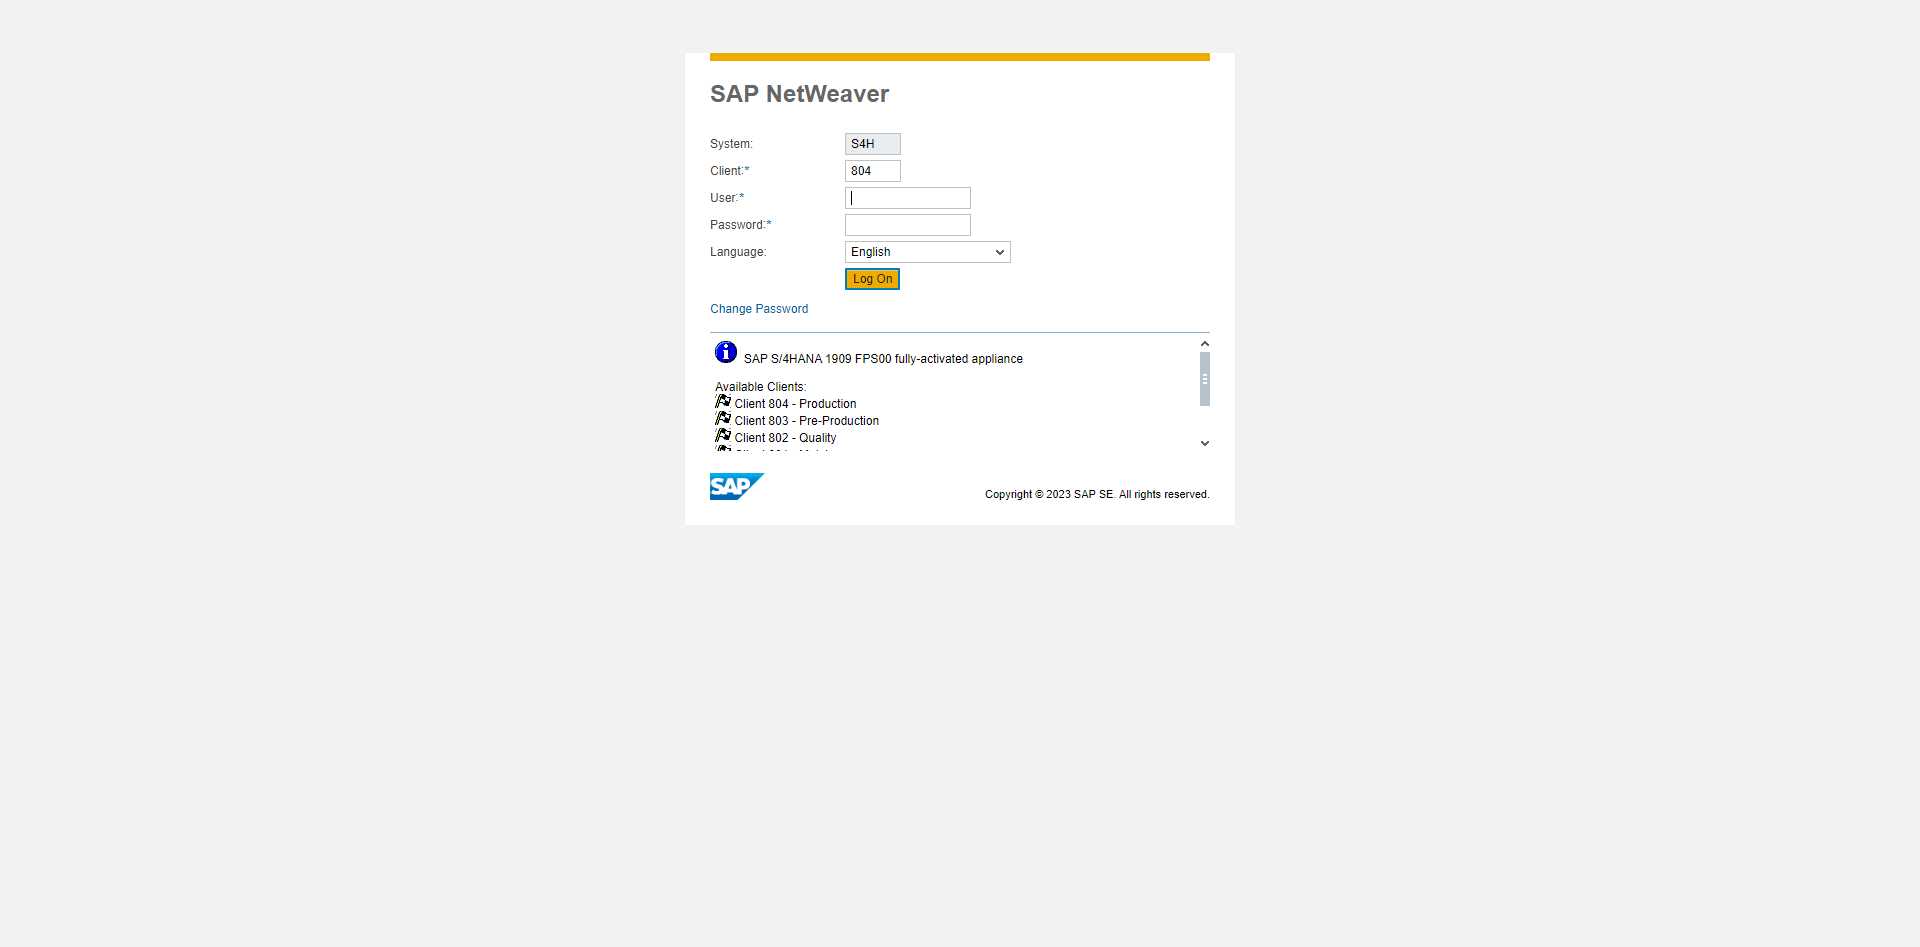 SAP NetWeaver
System: S4H
Client:* 804
User:*
Password:*
Language: English
Log On
Change Password
SAP S/4HANA 1909 FPS00 fully-activated appliance
Available Clients:
Client 804 - Production
Client 803 - Pre-Production
Client 802 - Quality
SAP
Copyright © 2023 SAP SE. All rights reserved.